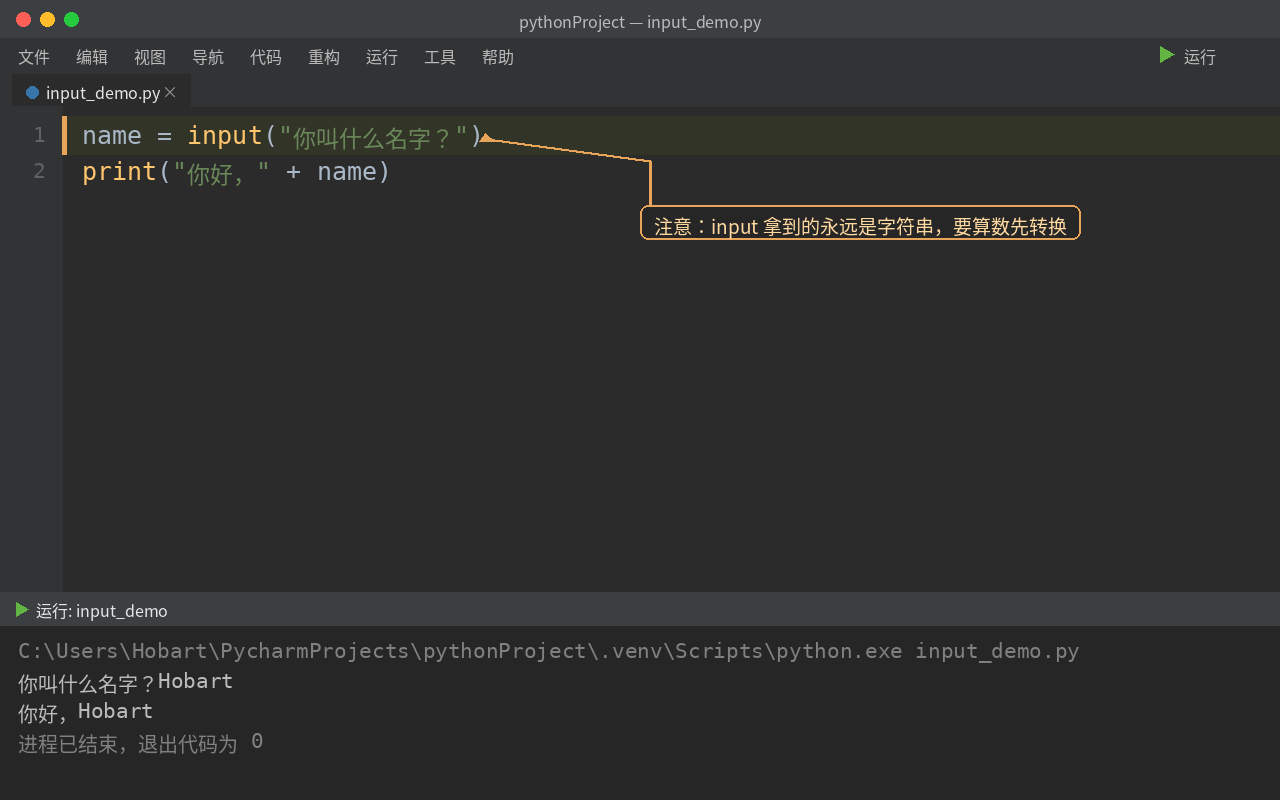 pythonProject — input_demo.py
文件 编辑 视图 导航 代码 重构 运行 工具 帮助 运行
input_demo.py
1 name = input("你叫什么名字？")
2 print("你好，" + name)
注意：input 拿到的永远是字符串，要算数先转换
运行: input_demo
C:\Users\Hobart\PycharmProjects\pythonProject\.venv\Scripts\python.exe input_demo.py
你叫什么名字？Hobart
你好，Hobart
进程已结束，退出代码为 0